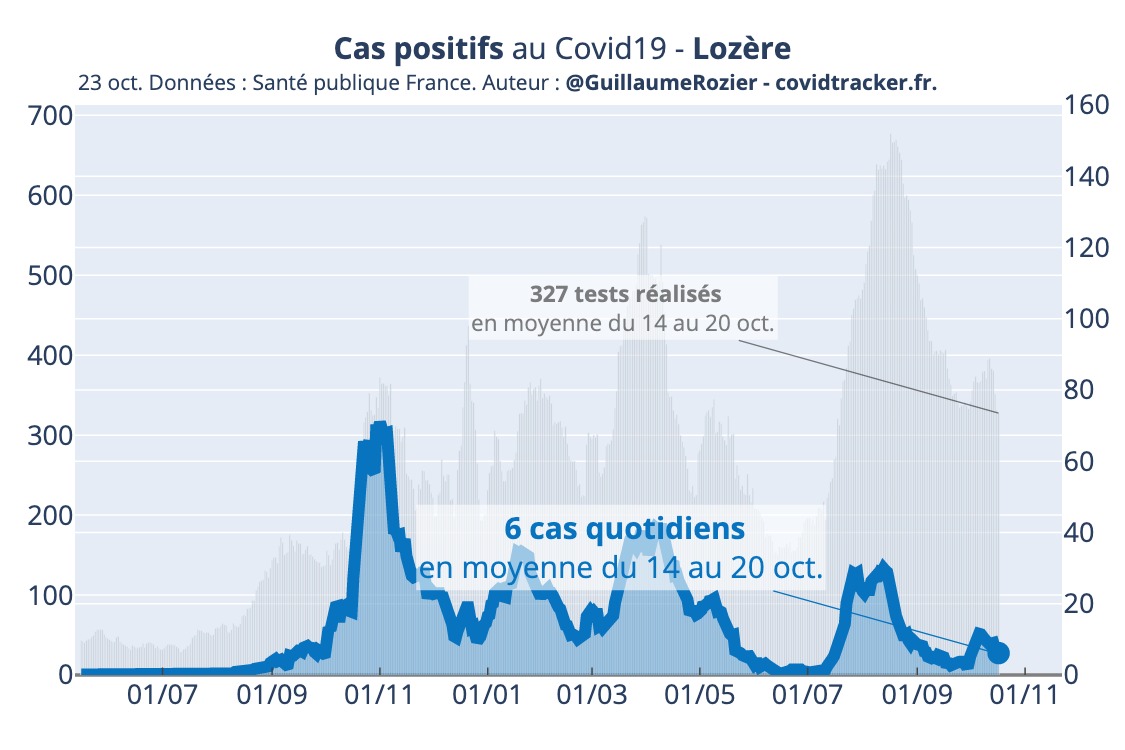 Cas positifs au Covid19 - Lozère
23 oct. Données : Santé publique France. Auteur : @GuillaumeRozier - covidtracker.fr.
700
600
500
400
300
200
100
0
160
140
120
100
80
60
40
20
0
327 tests réalisés
en moyenne du 14 au 20 oct.
6 cas quotidiens
en moyenne du 14 au 20 oct.
01/07 01/09 01/11 01/01 01/03 01/05 01/07 01/09 01/11